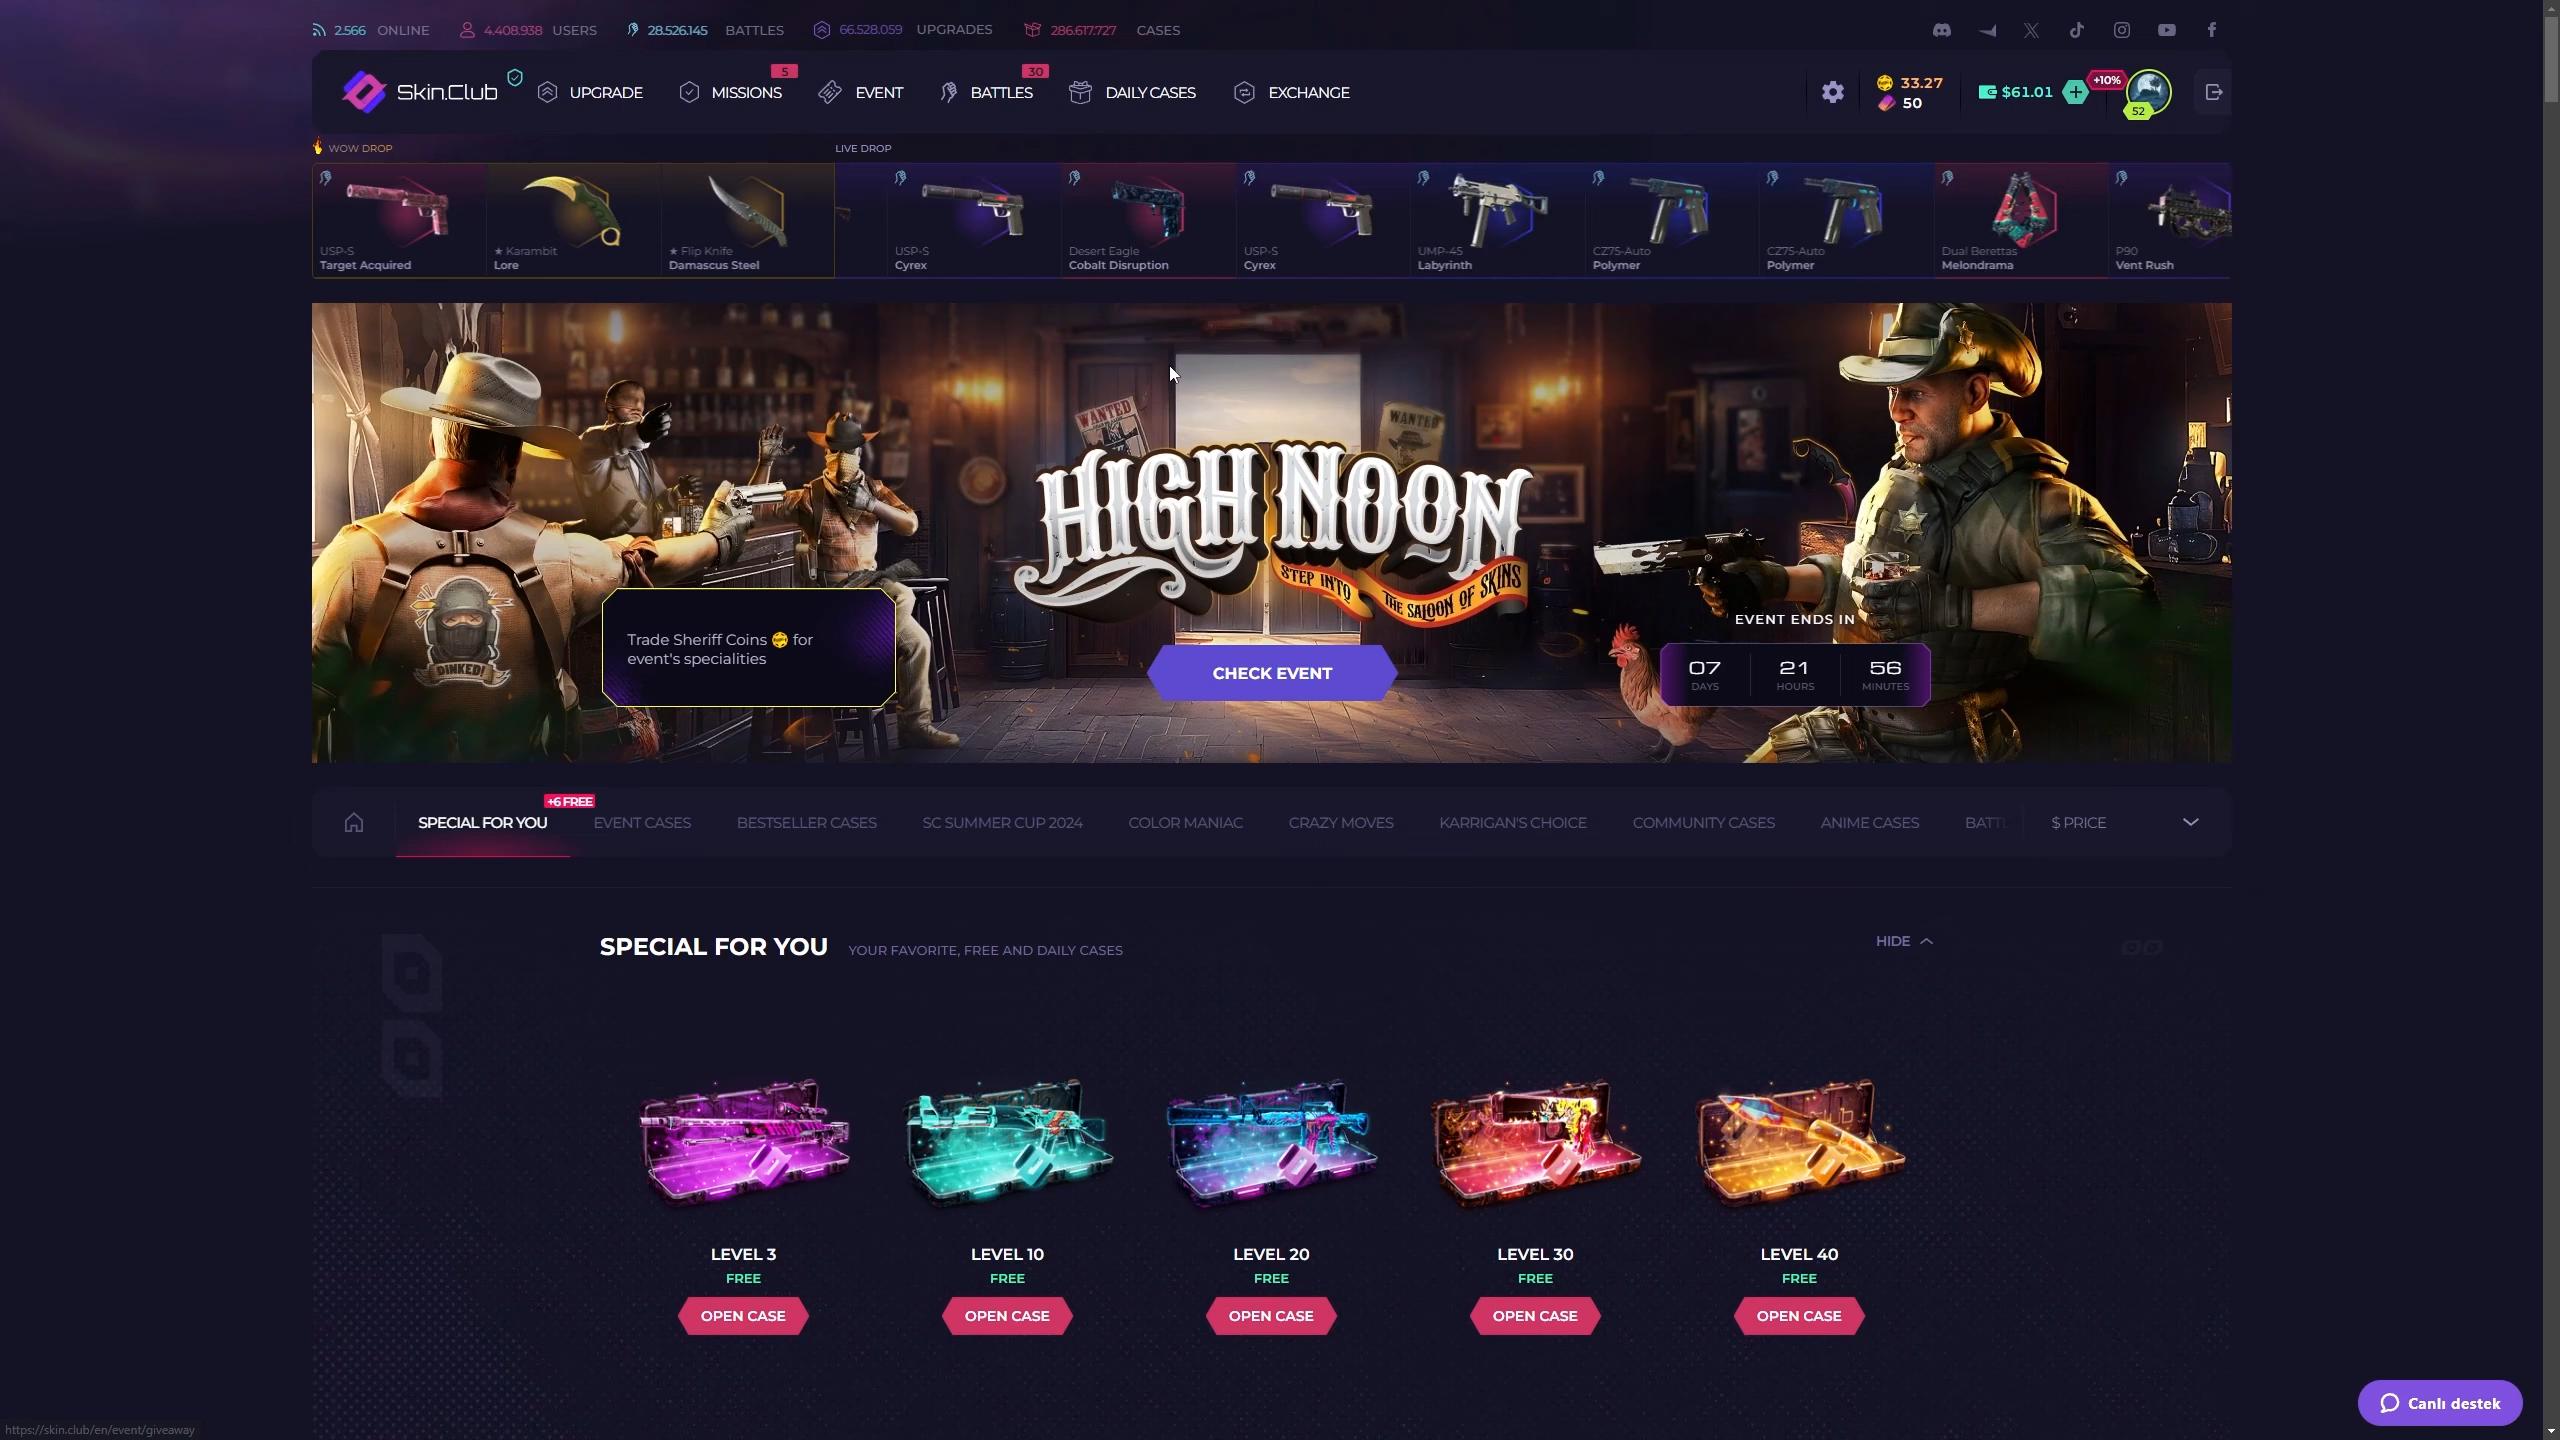 2.566 ONLINE 4.408.938 USERS 28.526.145 BATTLES 66.528.059 UPGRADES 286.617.727 CASES
Skin.Club UPGRADE 5 MISSIONS EVENT 30 BATTLES DAILY CASES EXCHANGE 33.27 50 $61.01 +10% 52
WOW DROP LIVE DROP
USP-S
Target Acquired
★ Karambit
Lore
★ Flip Knife
Damascus Steel
USP-S
Cyrex
Desert Eagle
Cobalt Disruption
USP-S
Cyrex
UMP-45
Labyrinth
CZ75-Auto
Polymer
CZ75-Auto
Polymer
Dual Berettas
Melondrama
P90
Vent Rush
WANTED
WANTED
HIGH NOON
STEP INTO THE SALOON OF SKINS
DINKED!
Trade Sheriff Coins for
event's specialities
CHECK EVENT
EVENT ENDS IN
07 21 56
DAYS HOURS MINUTES
+6 FREE
SPECIAL FOR YOU EVENT CASES BESTSELLER CASES SC SUMMER CUP 2024 COLOR MANIAC CRAZY MOVES KARRIGAN'S CHOICE COMMUNITY CASES ANIME CASES BATTL $ PRICE
SPECIAL FOR YOU YOUR FAVORITE, FREE AND DAILY CASES HIDE
LEVEL 3
FREE
OPEN CASE
LEVEL 10
FREE
OPEN CASE
LEVEL 20
FREE
OPEN CASE
LEVEL 30
FREE
OPEN CASE
LEVEL 40
FREE
OPEN CASE
Canlı destek
https://skin.club/en/event/giveaway